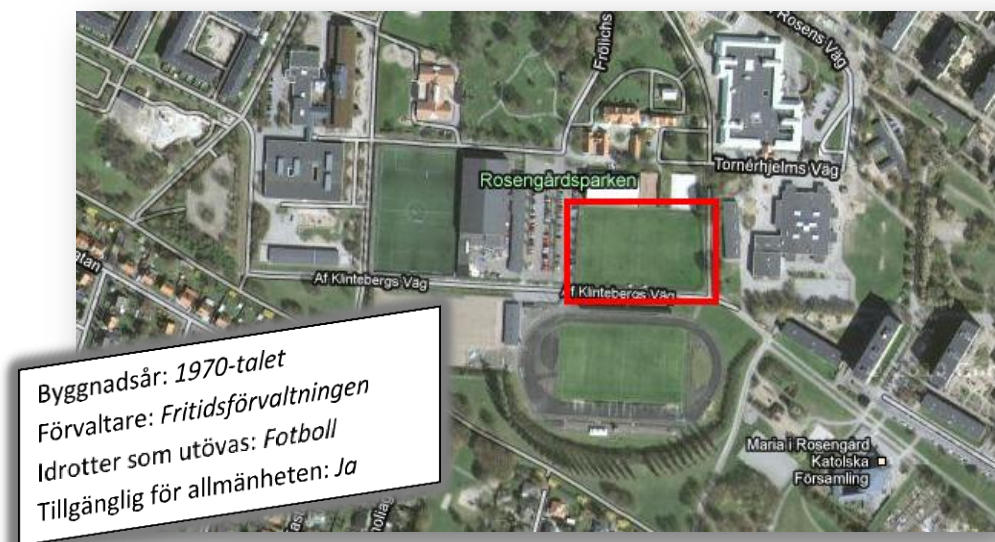 Rosens Väg
Frölichs
Tornérhjelms Väg
Rosengårdsparken
Af Klintebergs Väg
Af Klintebergs Väg
Maria i Rosengård
Katolska
Församling
Byggnadsår: 1970-talet
Förvaltare: Fritidsförvaltningen
Idrotter som utövas: Fotboll
Tillgänglig för allmänheten: Ja